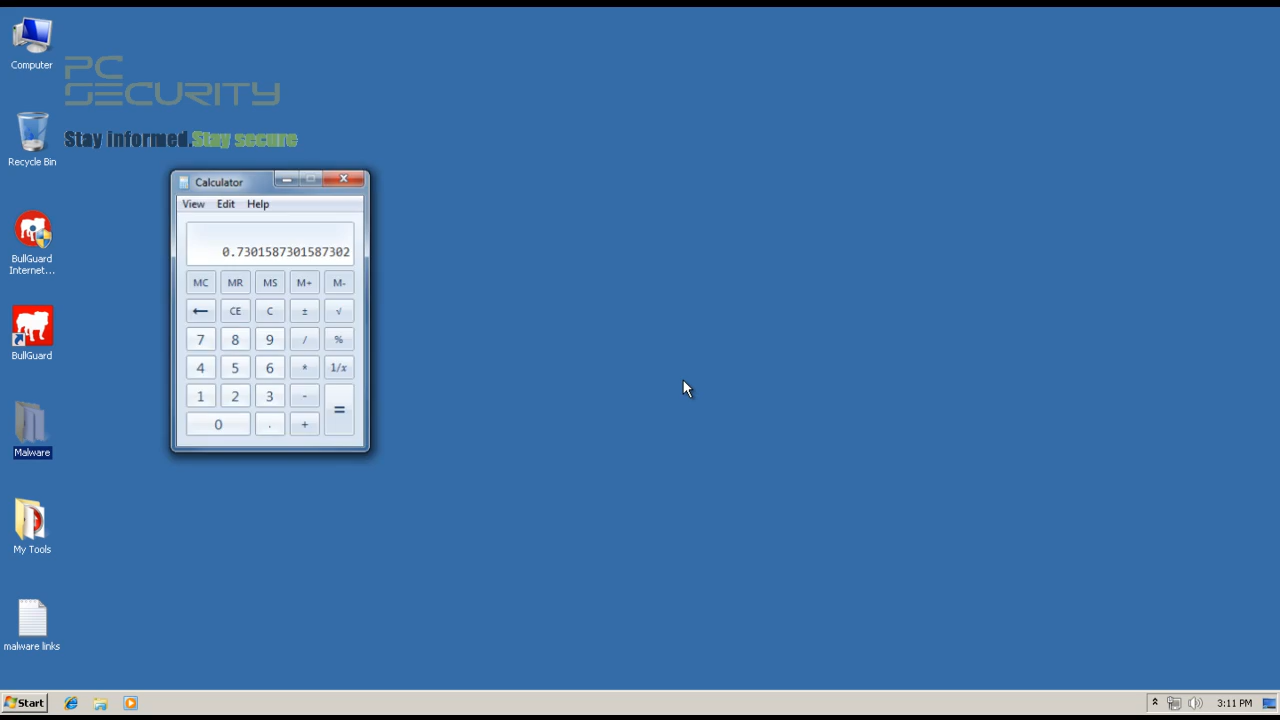 Computer
PC
SECURITY
Stay informed.Stay secure
Recycle Bin
BullGuard
Internet...
BullGuard
Malware
My Tools
malware links
Calculator
View Edit Help
0.7301587301587302
MC MR MS M+ M-
← CE C ± √
7 8 9 / %
4 5 6 * 1/x
1 2 3 - =
0 . +
Start
3:11 PM